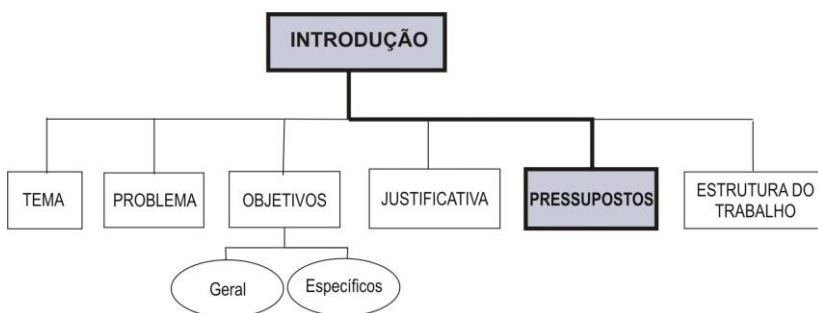 INTRODUÇÃO
TEMA
PROBLEMA
OBJETIVOS
JUSTIFICATIVA
PRESSUPOSTOS
ESTRUTURA DO
TRABALHO
Geral
Específicos